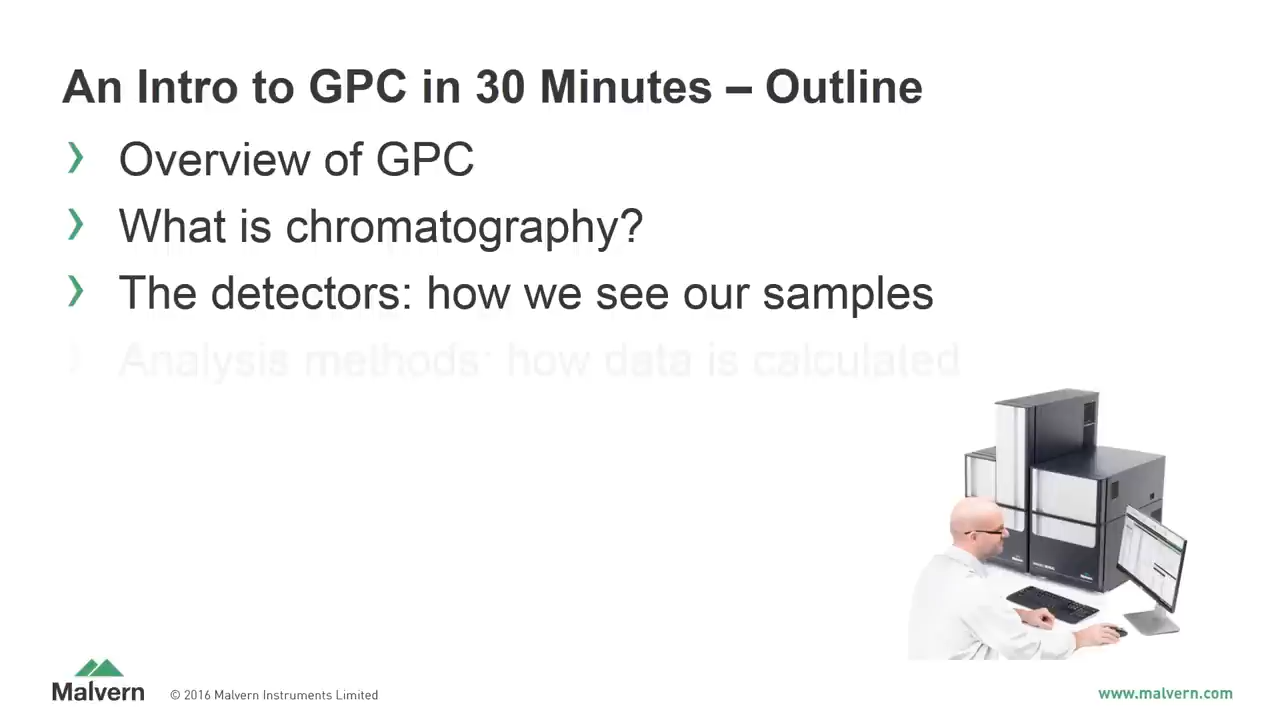 An Intro to GPC in 30 Minutes – Outline
› Overview of GPC
› What is chromatography?
› The detectors: how we see our samples
› Analysis methods: how data is calculated
Malvern
© 2016 Malvern Instruments Limited
www.malvern.com